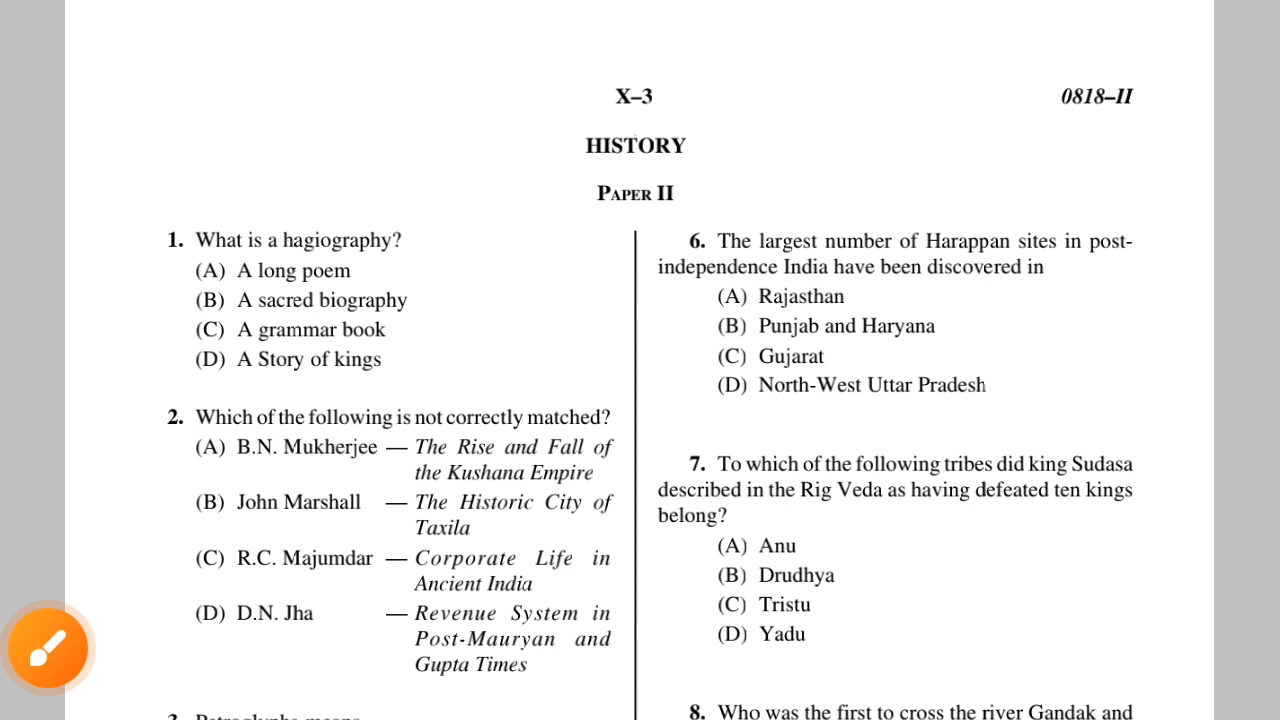 X–3
0818–II
HISTORY
PAPER II
1. What is a hagiography?
(A) A long poem
(B) A sacred biography
(C) A grammar book
(D) A Story of kings
2. Which of the following is not correctly matched?
(A) B.N. Mukherjee — The Rise and Fall of
the Kushana Empire
(B) John Marshall — The Historic City of
Taxila
(C) R.C. Majumdar — Corporate Life in
Ancient India
(D) D.N. Jha — Revenue System in
Post-Mauryan and
Gupta Times
3. Petroglyphs means
6. The largest number of Harappan sites in post-
independence India have been discovered in
(A) Rajasthan
(B) Punjab and Haryana
(C) Gujarat
(D) North-West Uttar Pradesh
7. To which of the following tribes did king Sudasa
described in the Rig Veda as having defeated ten kings
belong?
(A) Anu
(B) Drudhya
(C) Tristu
(D) Yadu
8. Who was the first to cross the river Gandak and